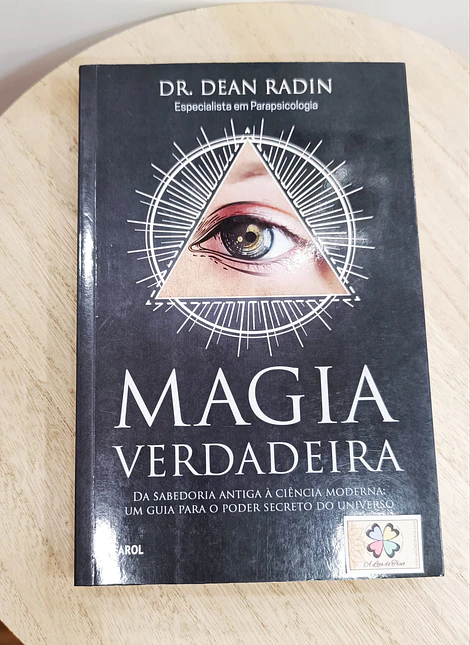 DR. DEAN RADIN
Especialista em Parapsicologia
MAGIA
VERDADEIRA
DA SABEDORIA ANTIGA À CIÊNCIA MODERNA:
UM GUIA PARA O PODER SECRETO DO UNIVERSO
AROL